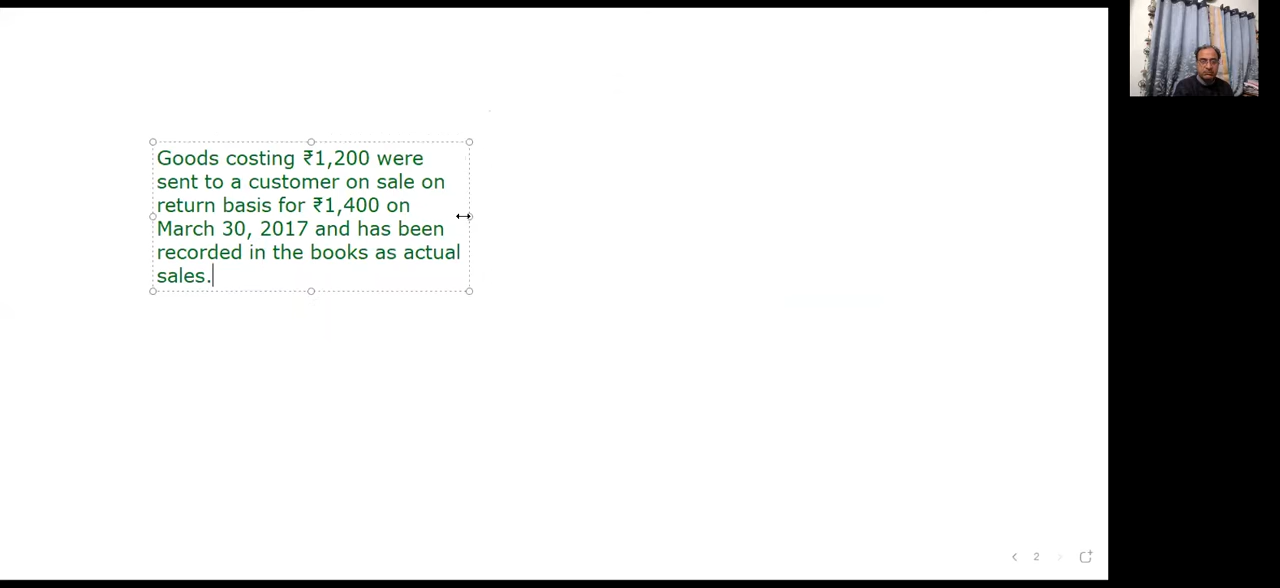 Goods costing ₹1,200 were
sent to a customer on sale on
return basis for ₹1,400 on
March 30, 2017 and has been
recorded in the books as actual
sales.
2